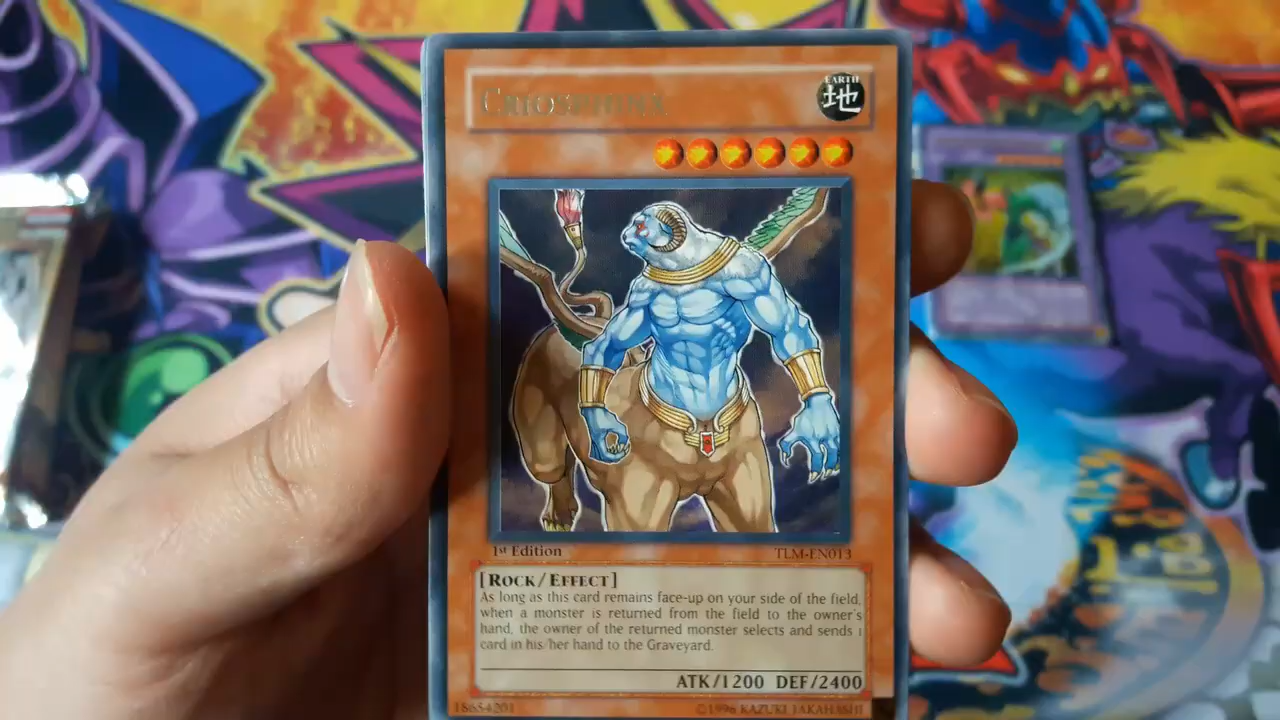 CRIOSPHINX
EARTH
地
1st Edition
TLM-EN013
[ROCK/EFFECT]
As long as this card remains face-up on your side of the field,
when a monster is returned from the field to the owner's
hand, the owner of the returned monster selects and sends 1
card in his/her hand to the Graveyard.
ATK/1200 DEF/2400
18654201
©1996 KAZUKI TAKAHASHI